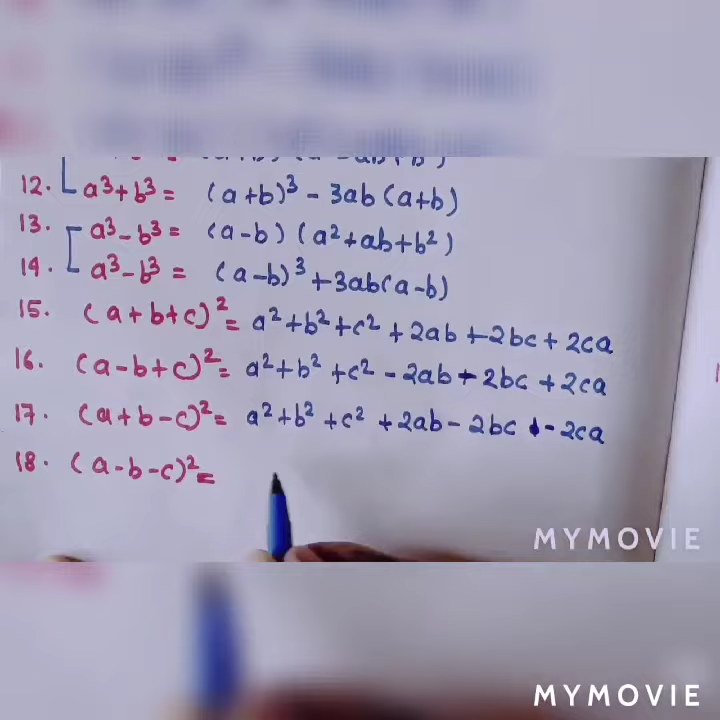 12. a³+b³ = (a+b)³ - 3ab (a+b)
13. a³-b³ = (a-b) (a²+ab+b²)
14. a³-b³ = (a-b)³ +3ab(a-b)
15. (a+b+c)² = a²+b²+c² +2ab +2bc + 2ca
16. (a-b+c)² = a²+b² +c² - 2ab - 2bc + 2ca
17. (a+b-c)² = a²+b² +c² +2ab - 2bc - 2ca
18. (a-b-c)² =
MYMOVIE
MYMOVIE